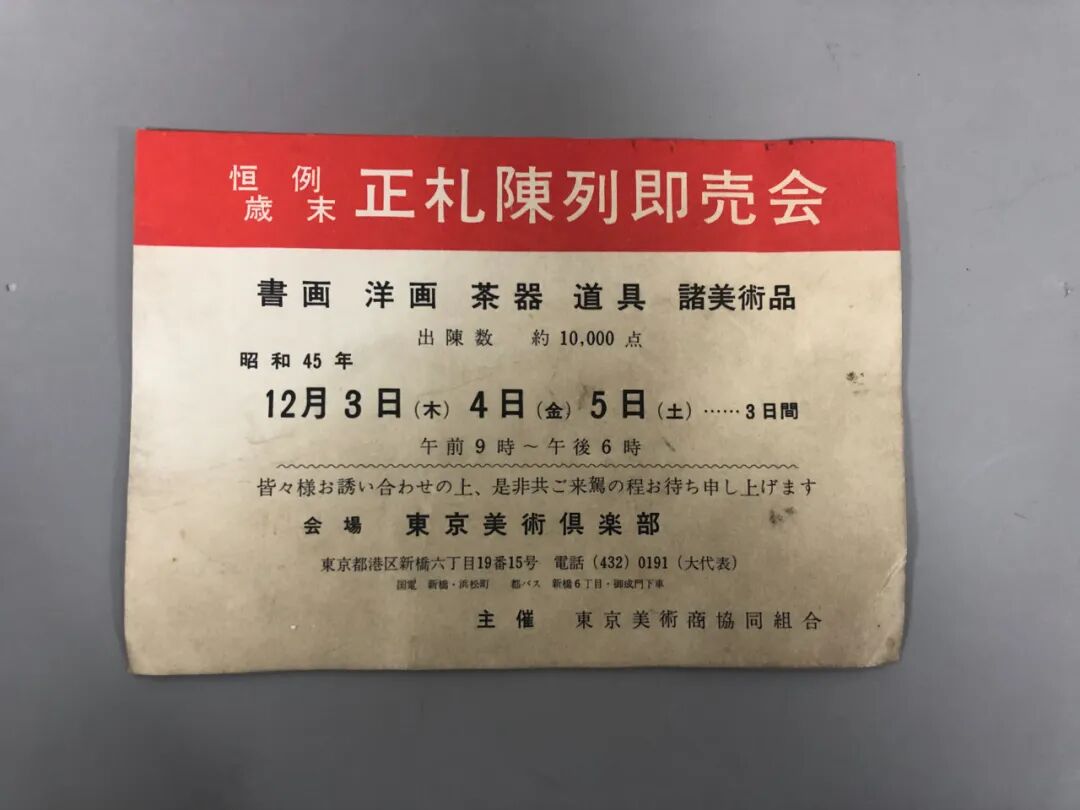 恒例
歳末 正札陳列即売会
書画 洋画 茶器 道具 諸美術品
出陳数 約10,000点
昭和45年
12月3日(木) 4日(金) 5日(土)……3日間
午前9時～午後6時
皆々様お誘い合わせの上、是非共ご来駕の程お待ち申し上げます
会場 東京美術倶楽部
東京都港区新橋六丁目19番15号 電話(432)0191(大代表)
国電 新橋・浜松町 都バス 新橋6丁目・御成門下車
主催 東京美術商協同組合